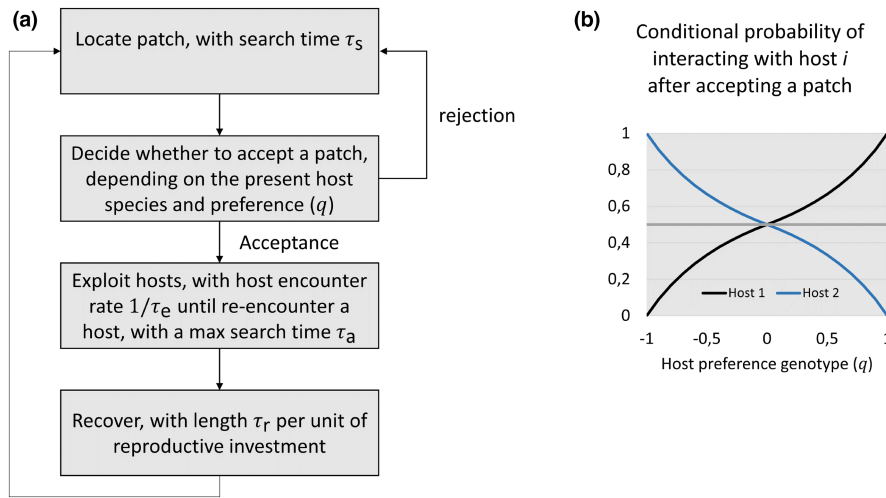 (a)
Locate patch, with search time τs
rejection
Decide whether to accept a patch,
depending on the present host
species and preference (q)
Acceptance
Exploit hosts, with host encounter
rate 1/τe until re-encounter a
host, with a max search time τa
Recover, with length τr per unit of
reproductive investment
(b)
Conditional probability of
interacting with host i
after accepting a patch
1
0,8
0,6
0,4
0,2
0
Host 1 Host 2
-1 -0,5 0 0,5 1
Host preference genotype (q)